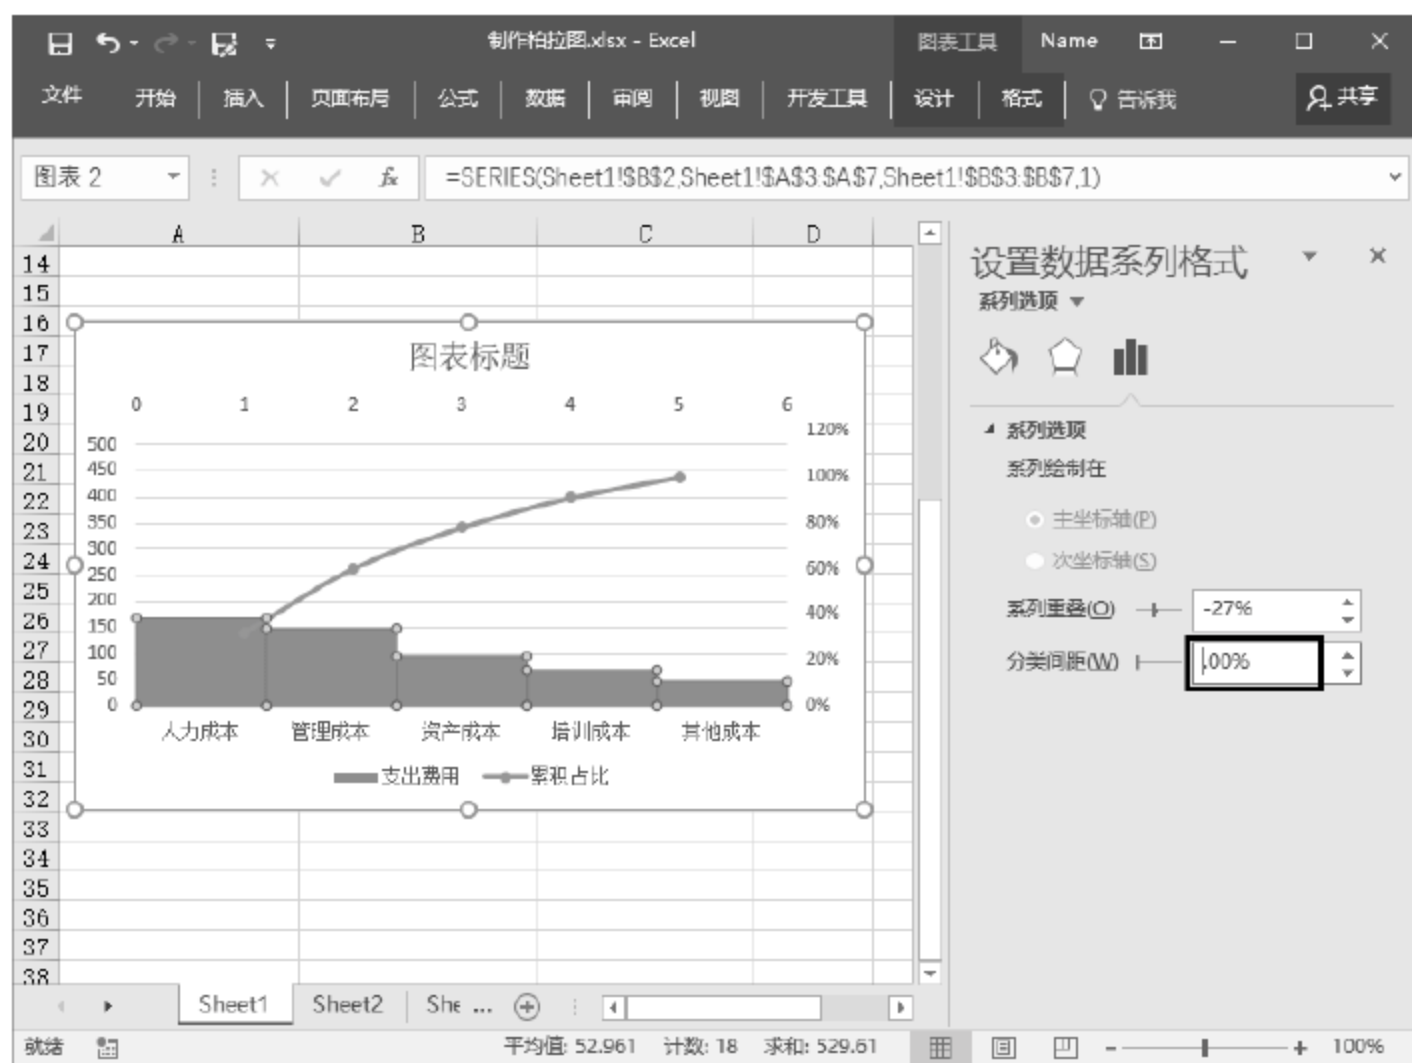 制作柏拉图.xlsx - Excel 图表工具 Name
文件 开始 插入 页面布局 公式 数据 审阅 视图 开发工具 设计 格式 告诉我 共享
图表 2 fx =SERIES(Sheet1!$B$2,Sheet1!$A$3:$A$7,Sheet1!$B$3:$B$7,1)
A B C D
14
15
16
17
18
19
20
21
22
23
24
25
26
27
28
29
30
31
32
33
34
35
36
37
38
图表标题
0 1 2 3 4 5 6
500
450
400
350
300
250
200
150
100
50
0
120%
100%
80%
60%
40%
20%
0%
人力成本 管理成本 资产成本 培训成本 其他成本
支出费用 累积占比
设置数据系列格式
系列选项
系列选项
系列绘制在
主坐标轴(P)
次坐标轴(S)
系列重叠(O) -27%
分类间距(W) .00%
Sheet1 Sheet2 She ...
就绪 平均值: 52.961 计数: 18 求和: 529.61 100%